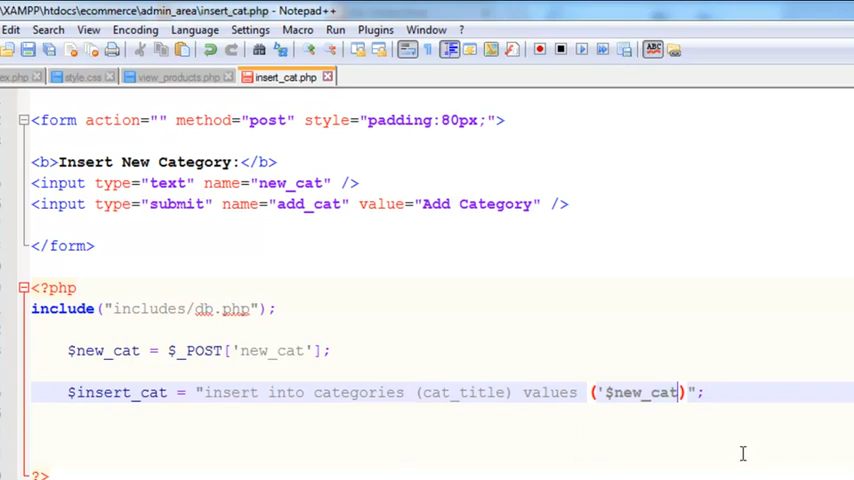 \XAMPP\htdocs\ecommerce\admin_area\insert_cat.php - Notepad++
Edit Search View Encoding Language Settings Macro Run Plugins Window ?
ex.php style.css view_products.php insert_cat.php
<form action="" method="post" style="padding:80px;">
<b>Insert New Category:</b>
<input type="text" name="new_cat" />
<input type="submit" name="add_cat" value="Add Category" />
</form>
<?php
include("includes/db.php");
$new_cat = $_POST['new_cat'];
$insert_cat = "insert into categories (cat_title) values ('$new_cat)";
?>